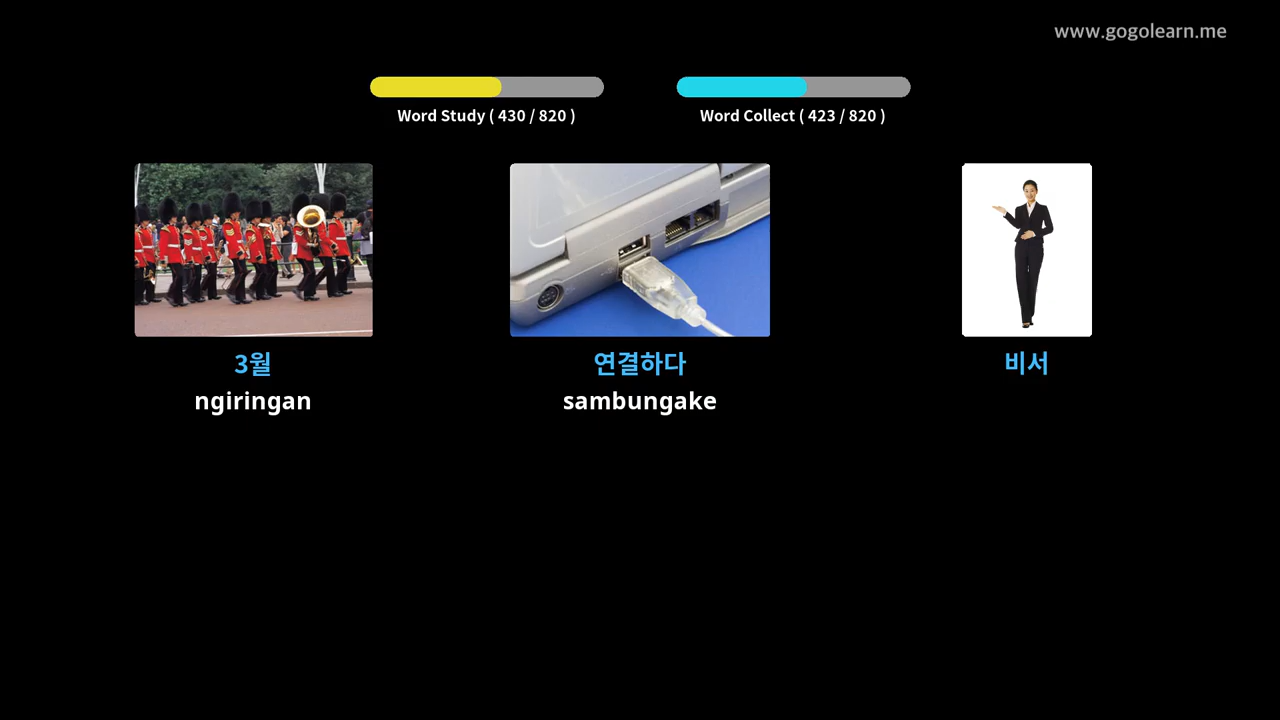 www.gogolearn.me
Word Study ( 430 / 820 )
Word Collect ( 423 / 820 )
3월
ngiringan
연결하다
sambungake
비서